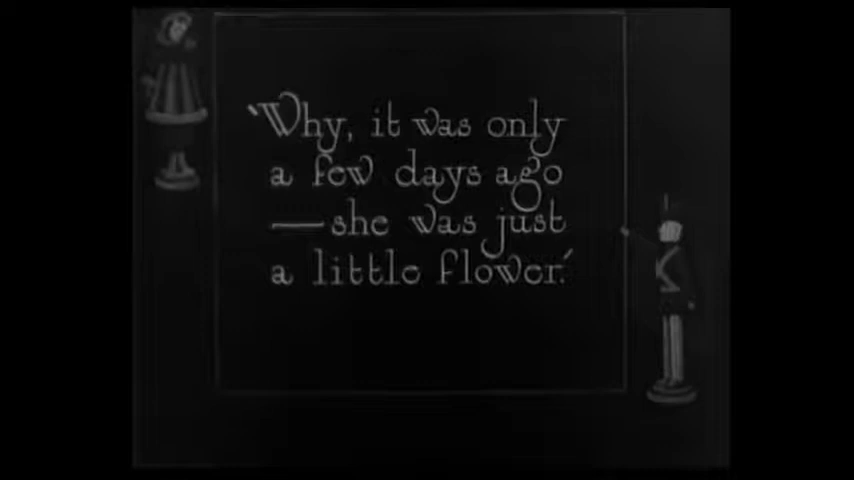 'Why, it was only
a few days ago
—she was just
a little flower.'